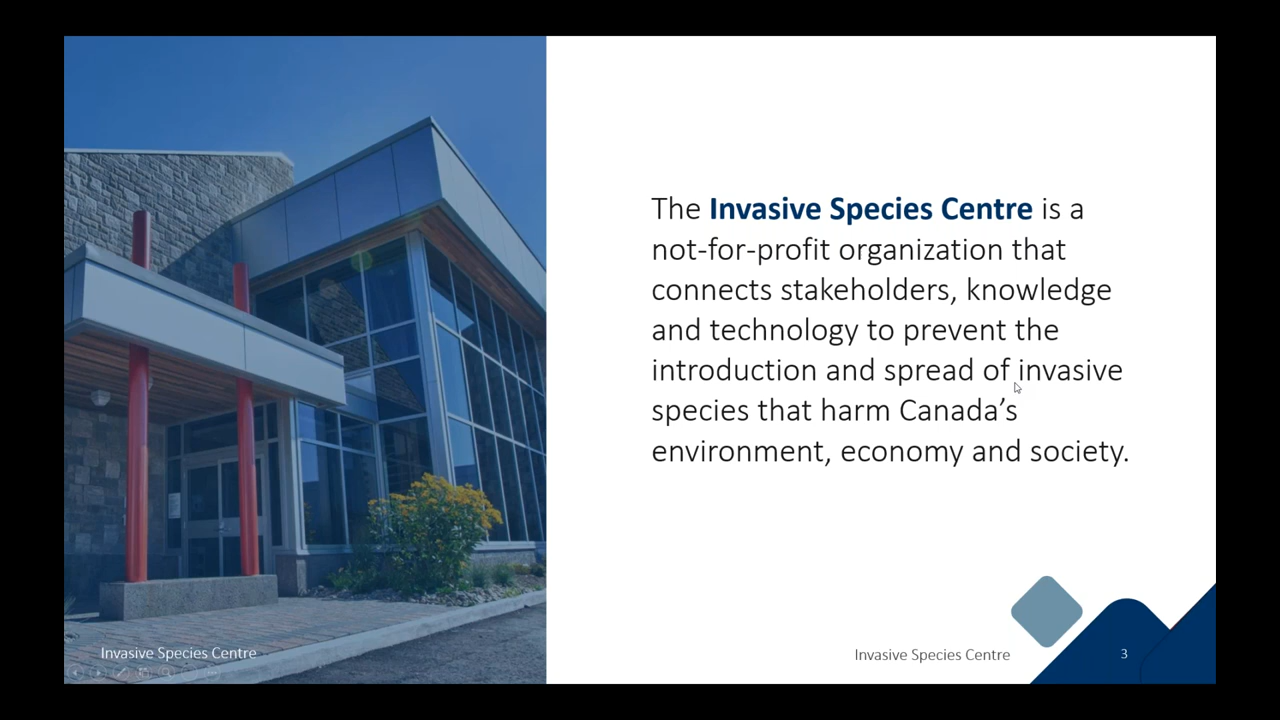 The Invasive Species Centre is a
not-for-profit organization that
connects stakeholders, knowledge
and technology to prevent the
introduction and spread of invasive
species that harm Canada’s
environment, economy and society.
Invasive Species Centre
Invasive Species Centre
3